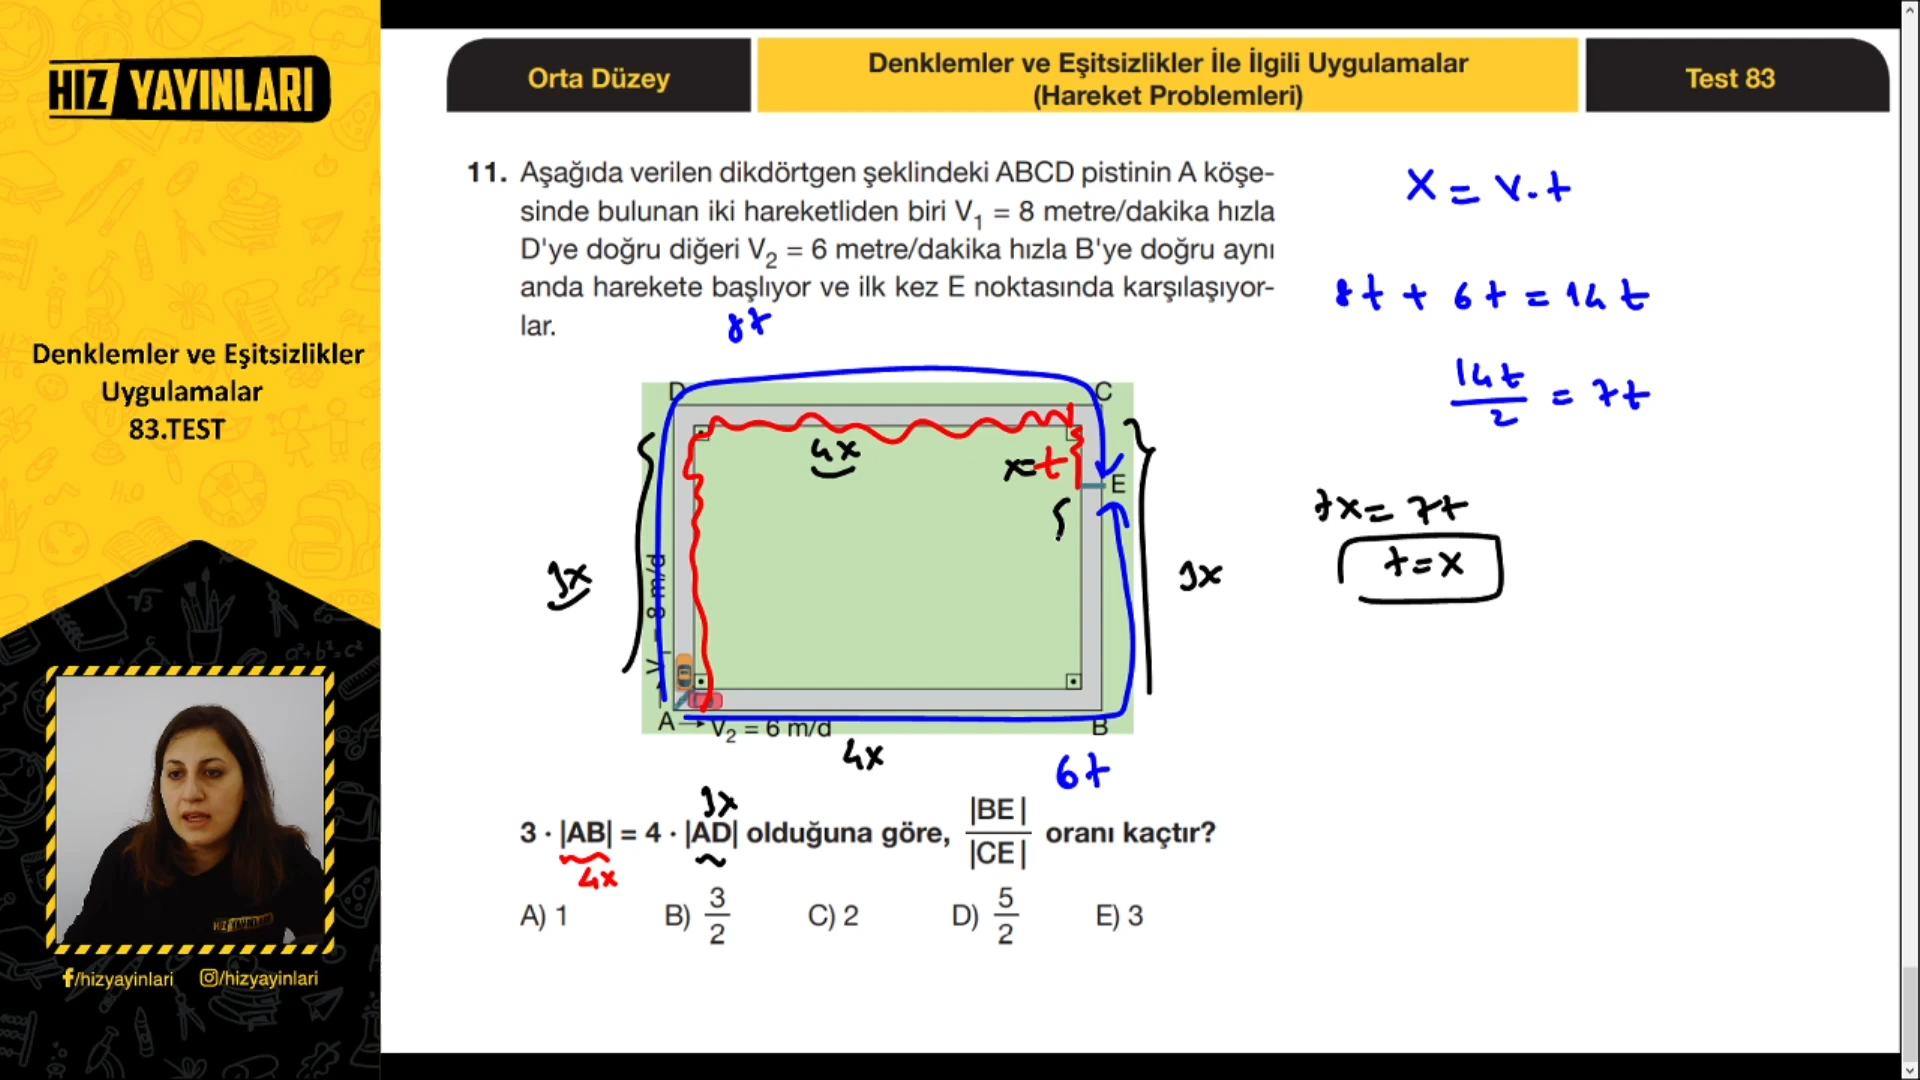 HIZ YAYINLARI
Denklemler ve Eşitsizlikler
Uygulamalar
83.TEST
HIZ YAYINLARI
/hizyayinlari
/hizyayinlari
Orta Düzey
Denklemler ve Eşitsizlikler İle İlgili Uygulamalar
(Hareket Problemleri)
Test 83
11. Aşağıda verilen dikdörtgen şeklindeki ABCD pistinin A köşe-
sinde bulunan iki hareketliden biri V₁ = 8 metre/dakika hızla
D'ye doğru diğeri V₂ = 6 metre/dakika hızla B'ye doğru aynı
anda harekete başlıyor ve ilk kez E noktasında karşılaşıyor-
lar.
8t
D
C
4x
x=t
E
3x
3x
8 m/d
A
V₂ = 6 m/d
B
4x
6t
3x
3 · |AB| = 4 · |AD| olduğuna göre, |BE| / |CE| oranı kaçtır?
4x
A) 1
B) 3/2
C) 2
D) 5/2
E) 3
x = v.t
8t + 6t = 14t
14t/2 = 7t
7x = 7t
t = x